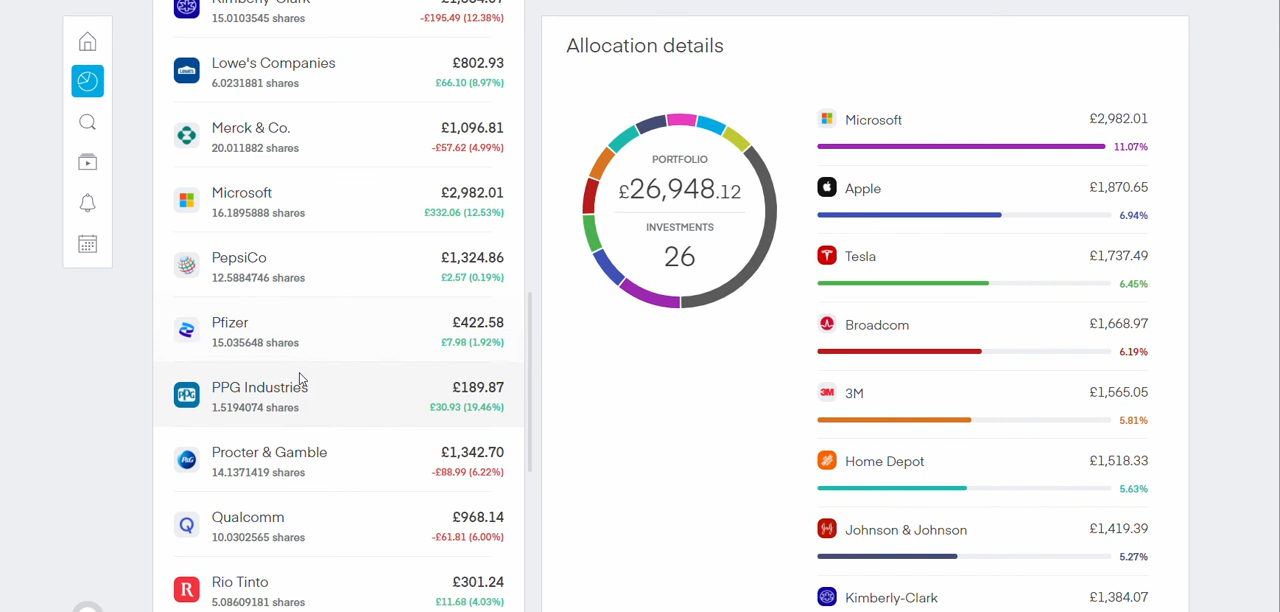 Kimberly-Clark £1,384.07
15.0103545 shares -£195.49 (12.38%)
Lowe's Companies £802.93
6.0231881 shares £66.10 (8.97%)
Merck & Co. £1,096.81
20.011882 shares -£57.62 (4.99%)
Microsoft £2,982.01
16.1895888 shares £332.06 (12.53%)
PepsiCo £1,324.86
12.5884746 shares £2.57 (0.19%)
Pfizer £422.58
15.035648 shares £7.98 (1.92%)
PPG Industries £189.87
1.5194074 shares £30.93 (19.46%)
Procter & Gamble £1,342.70
14.1371419 shares -£88.99 (6.22%)
Qualcomm £968.14
10.0302565 shares -£61.81 (6.00%)
Rio Tinto £301.24
5.08609181 shares £11.68 (4.03%)
Allocation details
PORTFOLIO
£26,948.12
INVESTMENTS
26
Microsoft £2,982.01
11.07%
Apple £1,870.65
6.94%
Tesla £1,737.49
6.45%
Broadcom £1,668.97
6.19%
3M £1,565.05
5.81%
Home Depot £1,518.33
5.63%
Johnson & Johnson £1,419.39
5.27%
Kimberly-Clark £1,384.07